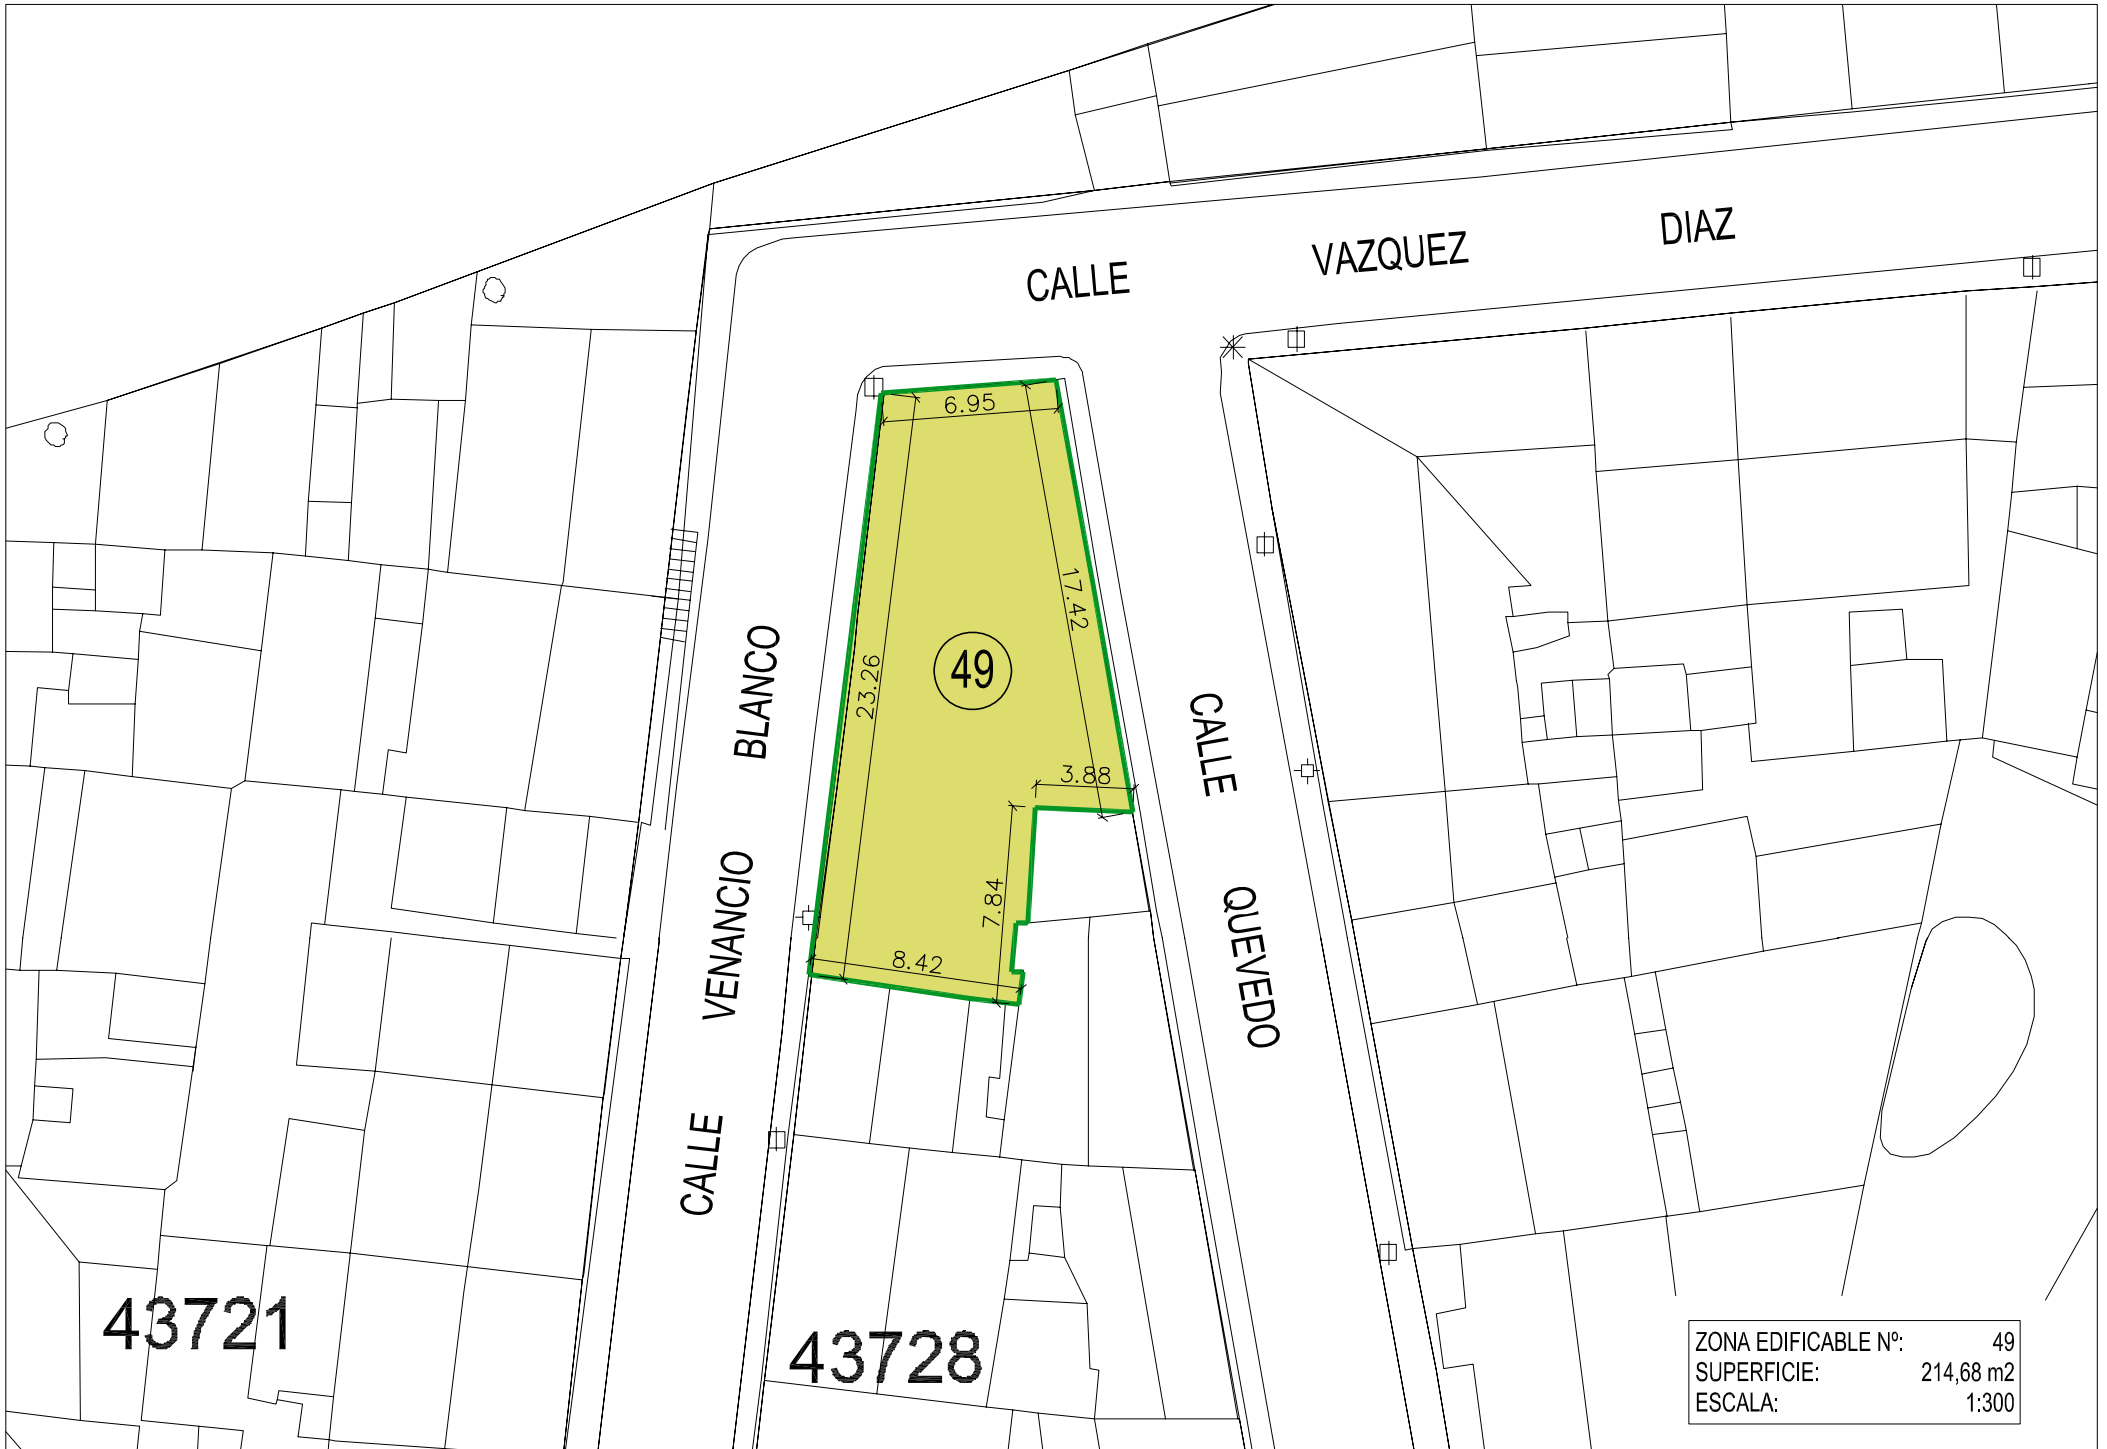 CALLE VAZQUEZ DIAZ
6.95
17.42
23.26
49
3.88
7.84
8.42
CALLE VENANCIO BLANCO
CALLE QUEVEDO
43721
43728
ZONA EDIFICABLE Nº: 49
SUPERFICIE: 214,68 m2
ESCALA: 1:300